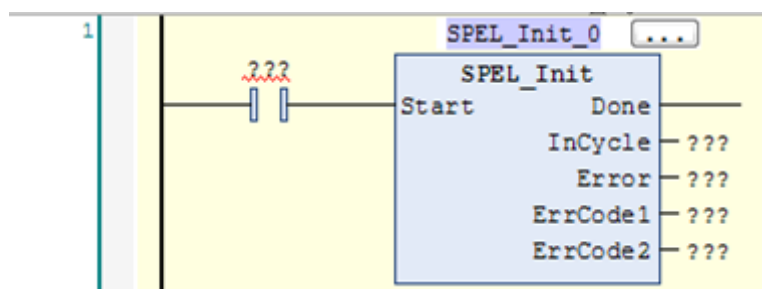 1
SPEL_Init_0 ...
???
SPEL_Init
Start Done
InCycle ???
Error ???
ErrCode1 ???
ErrCode2 ???